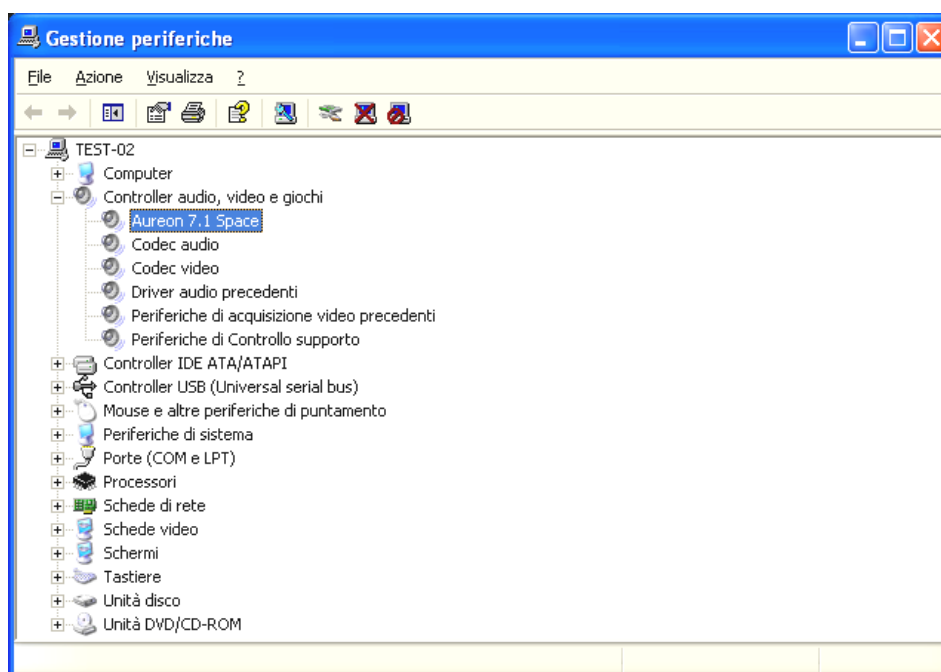 Gestione periferiche
File Azione Visualizza ?
TEST-02
Computer
Controller audio, video e giochi
Aureon 7.1 Space
Codec audio
Codec video
Driver audio precedenti
Periferiche di acquisizione video precedenti
Periferiche di Controllo supporto
Controller IDE ATA/ATAPI
Controller USB (Universal serial bus)
Mouse e altre periferiche di puntamento
Periferiche di sistema
Porte (COM e LPT)
Processori
Schede di rete
Schede video
Schermi
Tastiere
Unità disco
Unità DVD/CD-ROM